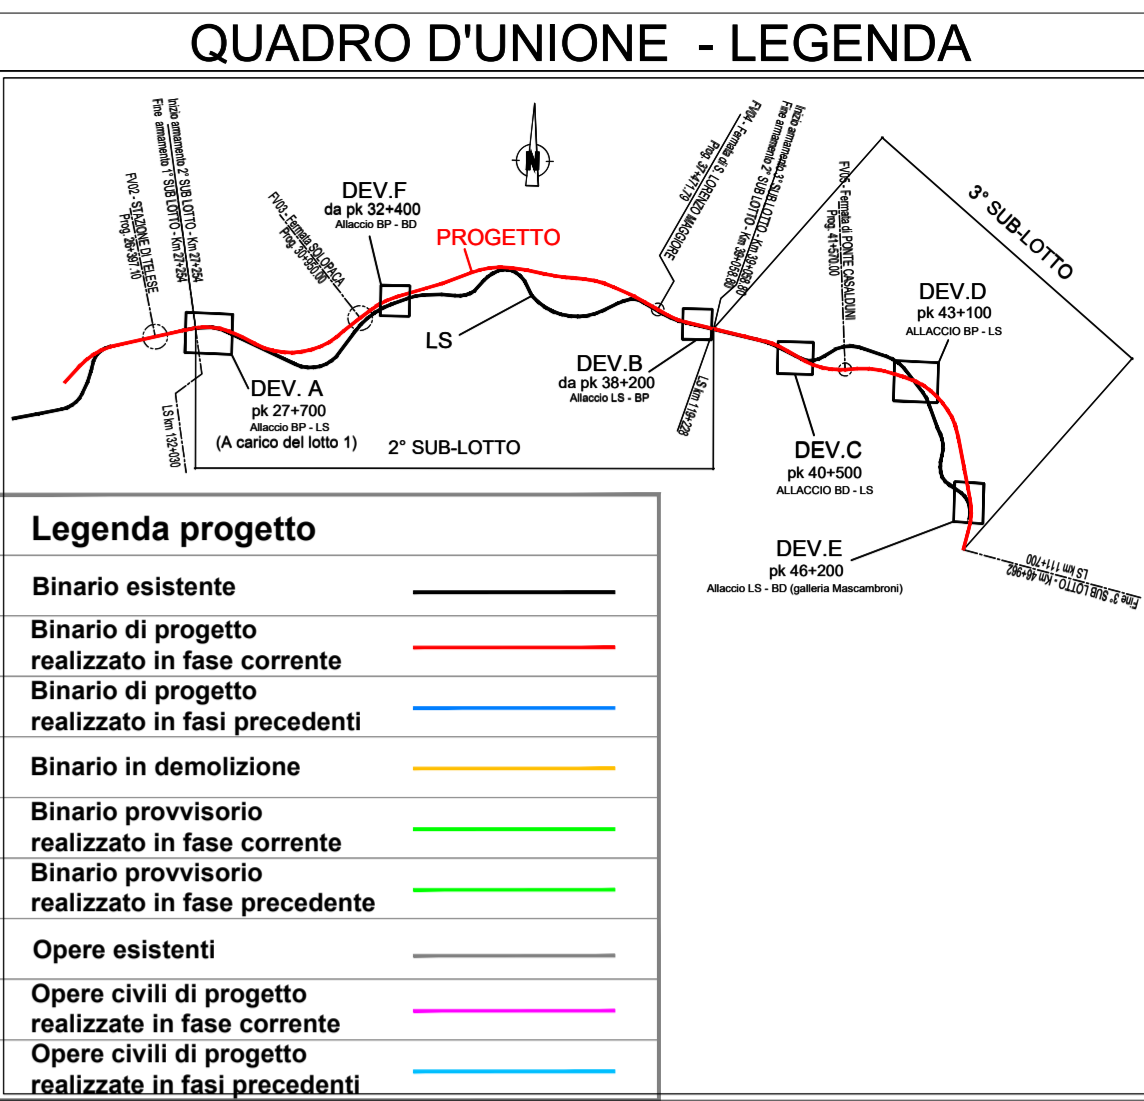 QUADRO D'UNIONE - LEGENDA
Inizio armamento 2° SUB LOTTO - Km 27+254
Fine armamento 1° SUB LOTTO - Km 27+254
FV02 - STAZIONE DI TELESE
Prog. 26+397.10
FV03 - Fermata SOLOPACA
Prog. 30+950.00
DEV.F
da pk 32+400
Allaccio BP - BD
N
PROGETTO
LS
FV04 - Fermata di S. LORENZO MAGGIORE
Prog. 37+471.79
Inizio armamento 3° SUB LOTTO - Km 39+058.80
Fine armamento 2° SUB LOTTO - Km 39+058.80
FV05 - Fermata di PONTE CASALDUNI
Prog. 41+570.00
3° SUB-LOTTO
DEV.D
pk 43+100
ALLACCIO BP - LS
DEV.B
da pk 38+200
Allaccio LS - BP
DEV. A
pk 27+700
Allaccio BP - LS
(A carico del lotto 1)
LS km 132+030
2° SUB-LOTTO
LS km 119+228
DEV.C
pk 40+500
ALLACCIO BD - LS
DEV.E
pk 46+200
Allaccio LS - BD (galleria Mascambroni)
LS km 111+700
Fine 3° SUB LOTTO - Km 46+962
Legenda progetto
Binario esistente
Binario di progetto
realizzato in fase corrente
Binario di progetto
realizzato in fasi precedenti
Binario in demolizione
Binario provvisorio
realizzato in fase corrente
Binario provvisorio
realizzato in fase precedente
Opere esistenti
Opere civili di progetto
realizzate in fase corrente
Opere civili di progetto
realizzate in fasi precedenti